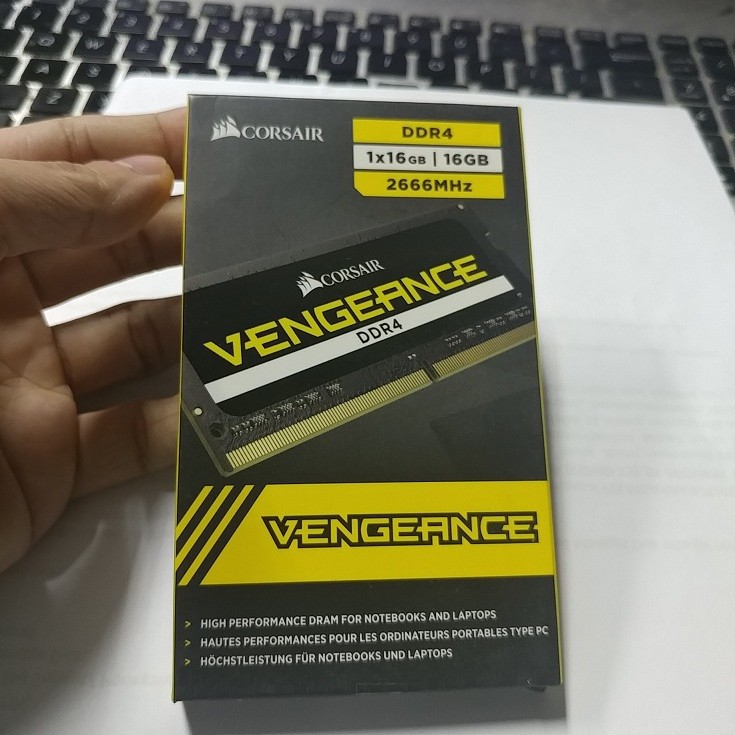 CORSAIR
DDR4
1x16GB | 16GB
2666MHz
CORSAIR
VENGEANCE
DDR4
VENGEANCE
> HIGH PERFORMANCE DRAM FOR NOTEBOOKS AND LAPTOPS
> HAUTES PERFORMANCES POUR LES ORDINATEURS PORTABLES TYPE PC
> HÖCHSTLEISTUNG FÜR NOTEBOOKS UND LAPTOPS